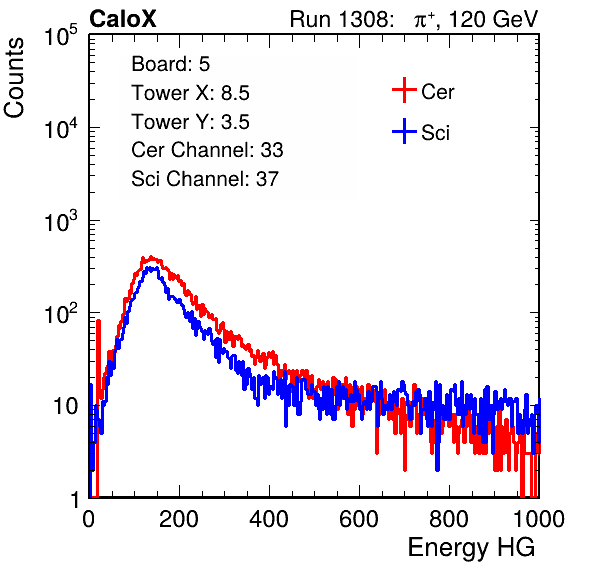 CaloX Run 1308: π⁺, 120 GeV
Counts
10⁵
10⁴
10³
10²
10
1
Board: 5
Tower X: 8.5
Tower Y: 3.5
Cer Channel: 33
Sci Channel: 37
Cer
Sci
0 200 400 600 800 1000
Energy HG